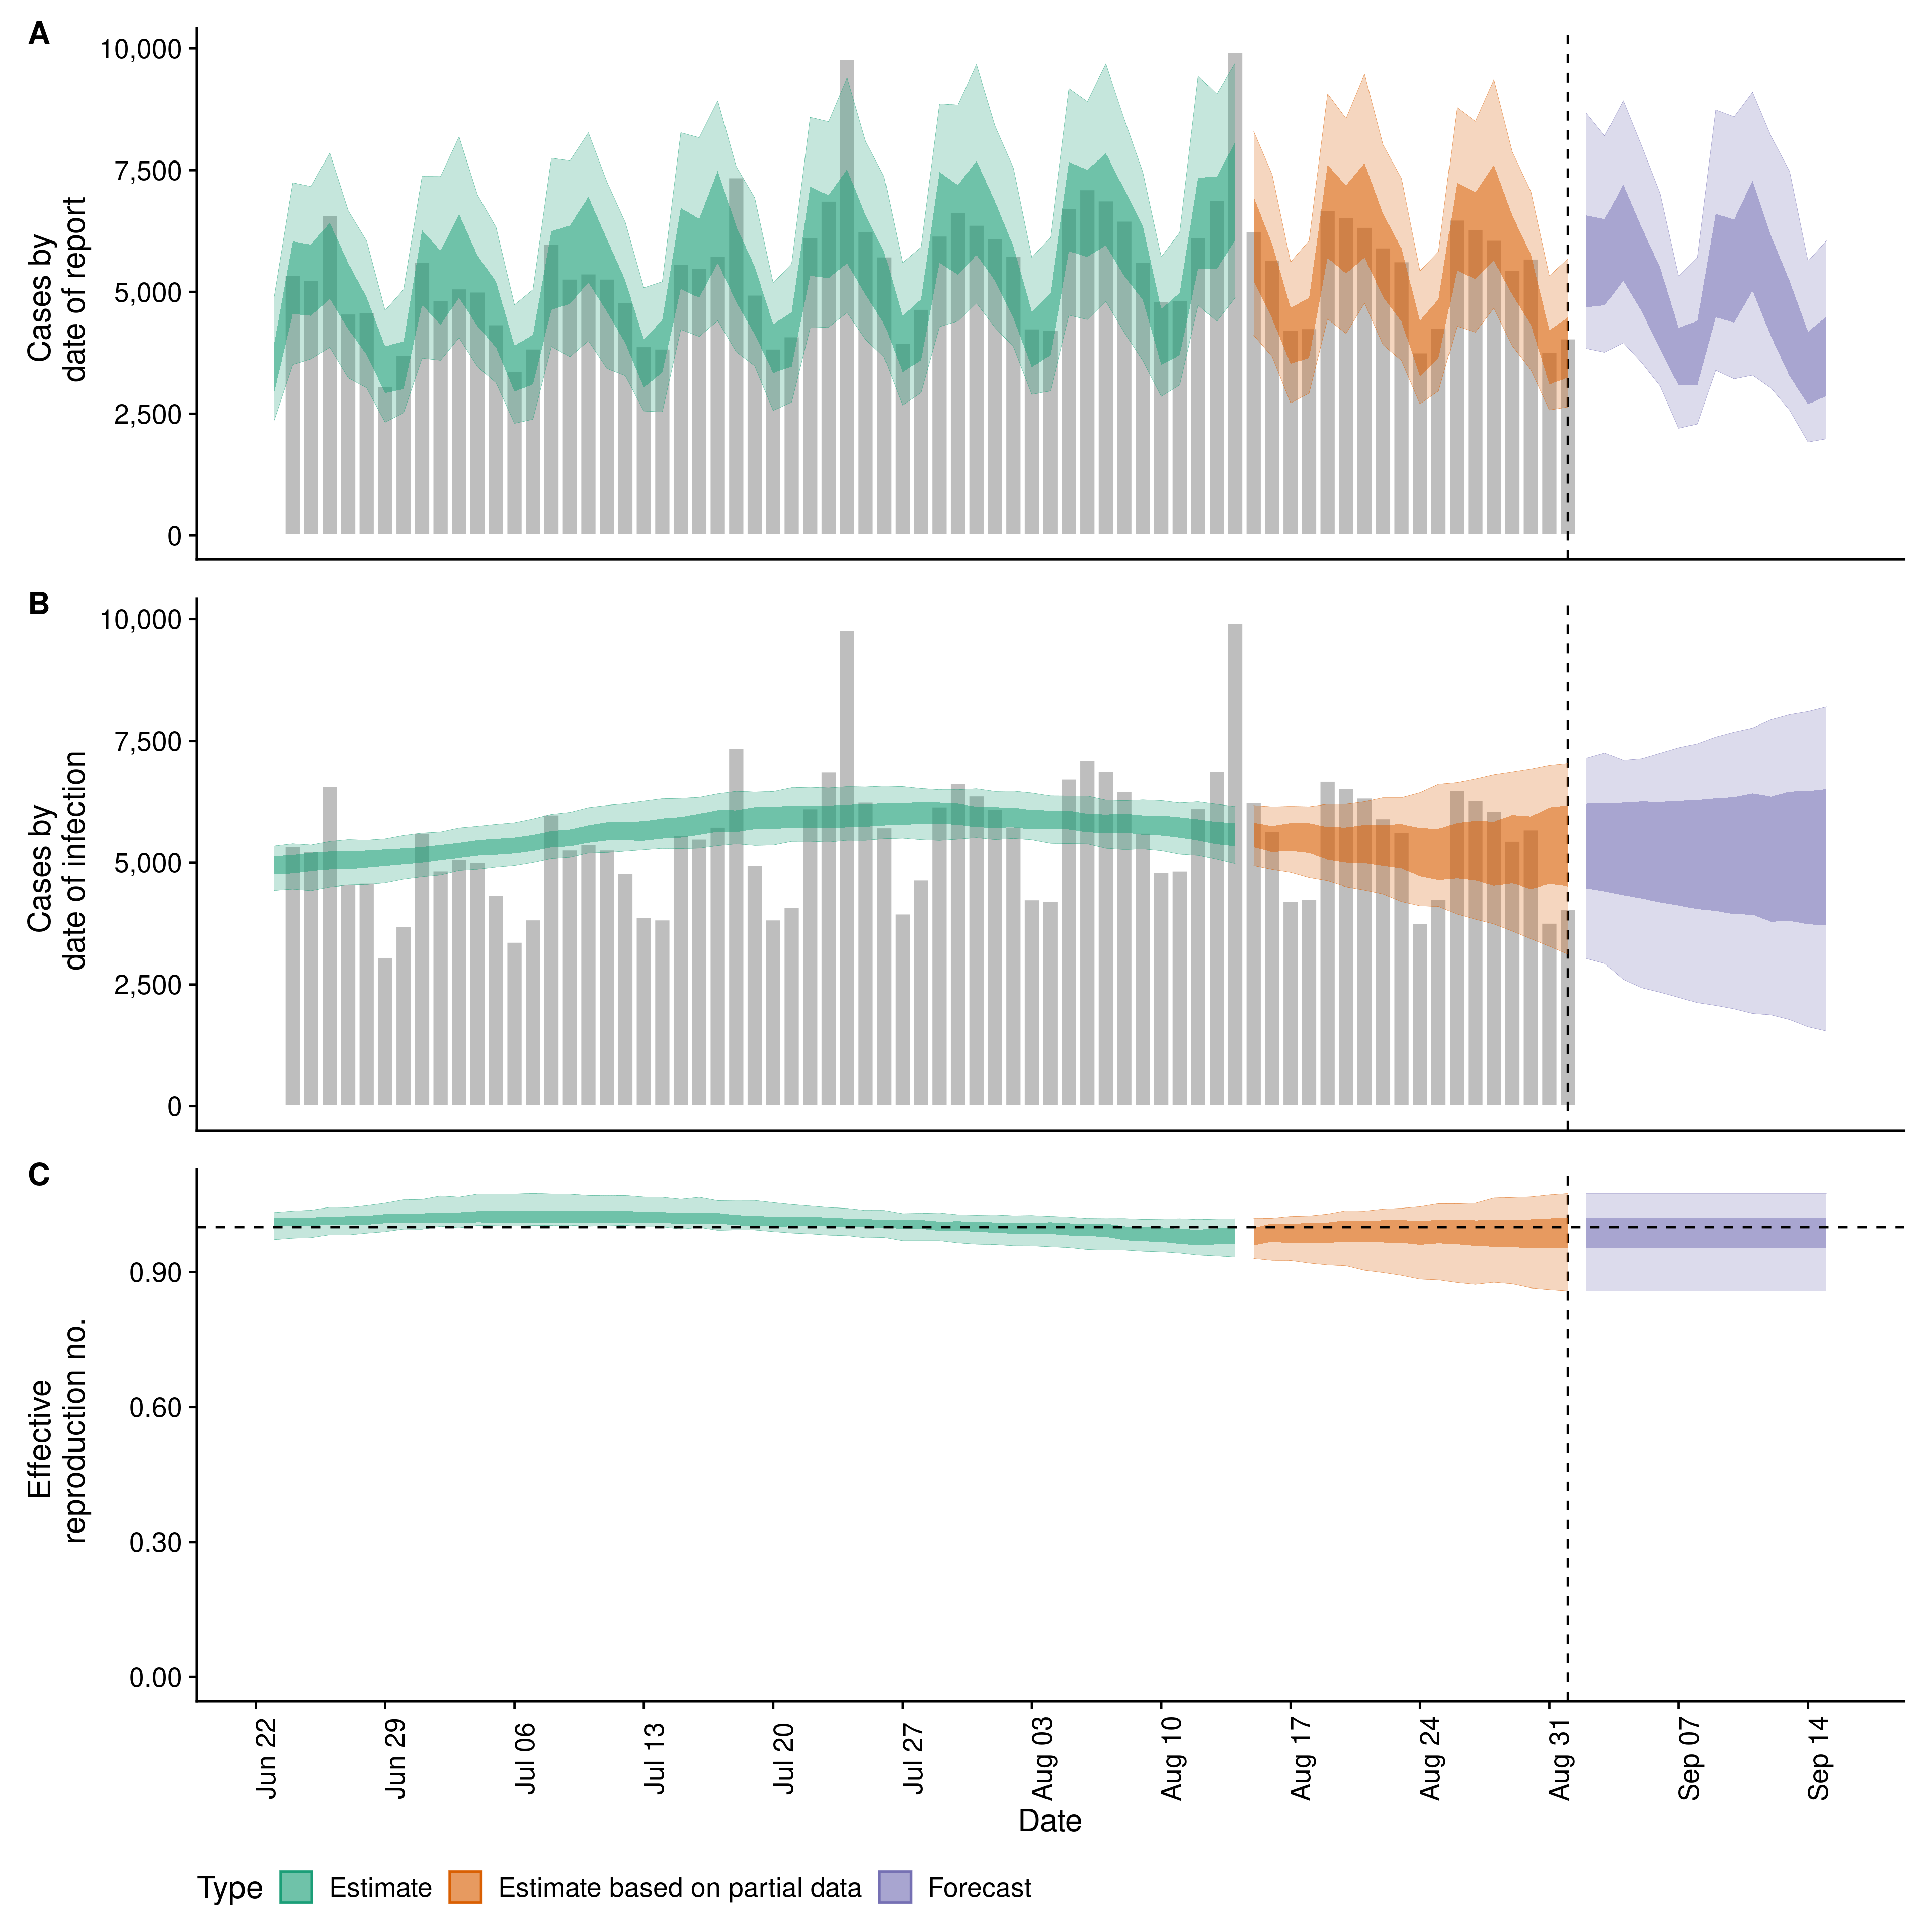 A
10,000
7,500
5,000
2,500
0
Cases by
date of report
B
10,000
7,500
5,000
2,500
0
Cases by
date of infection
C
0.90
0.60
0.30
0.00
Effective
reproduction no.
Jun 22
Jun 29
Jul 06
Jul 13
Jul 20
Jul 27
Aug 03
Aug 10
Aug 17
Aug 24
Aug 31
Sep 07
Sep 14
Date
Type Estimate Estimate based on partial data Forecast